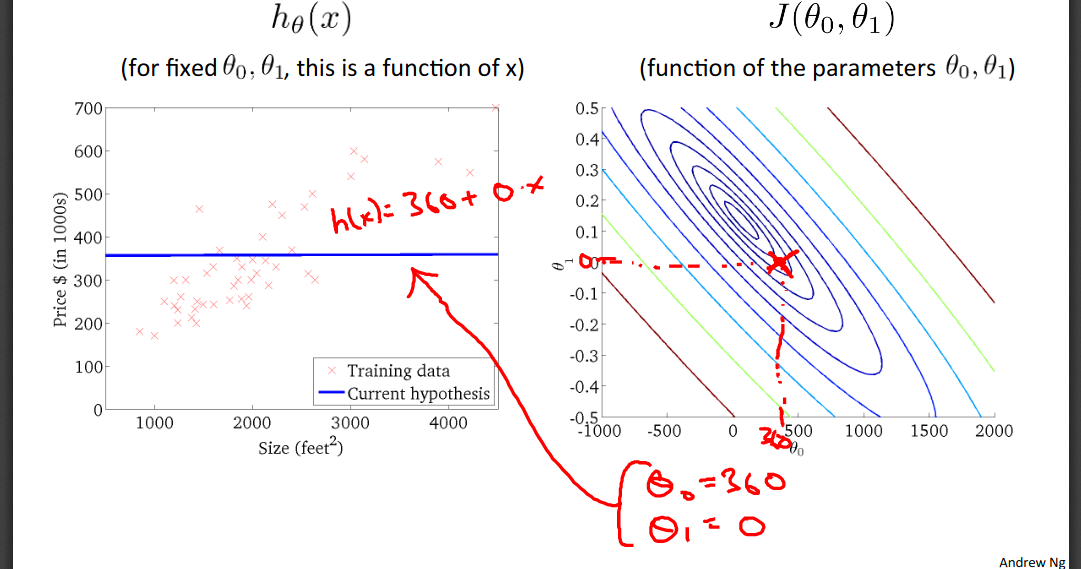 hθ(x)
(for fixed θ0, θ1, this is a function of x)
700
600
500
400
300
200
100
0
Price $ (in 1000s)
1000
2000
3000
4000
Size (feet²)
× Training data
Current hypothesis
h(x) = 360 + 0·x
J(θ0, θ1)
(function of the parameters θ0, θ1)
0.5
0.4
0.3
0.2
0.1
0
-0.1
-0.2
-0.3
-0.4
-0.5
θ1
0
-1000
-500
0
500
1000
1500
2000
360
θ0
θ0 = 360
θ1 = 0
Andrew Ng